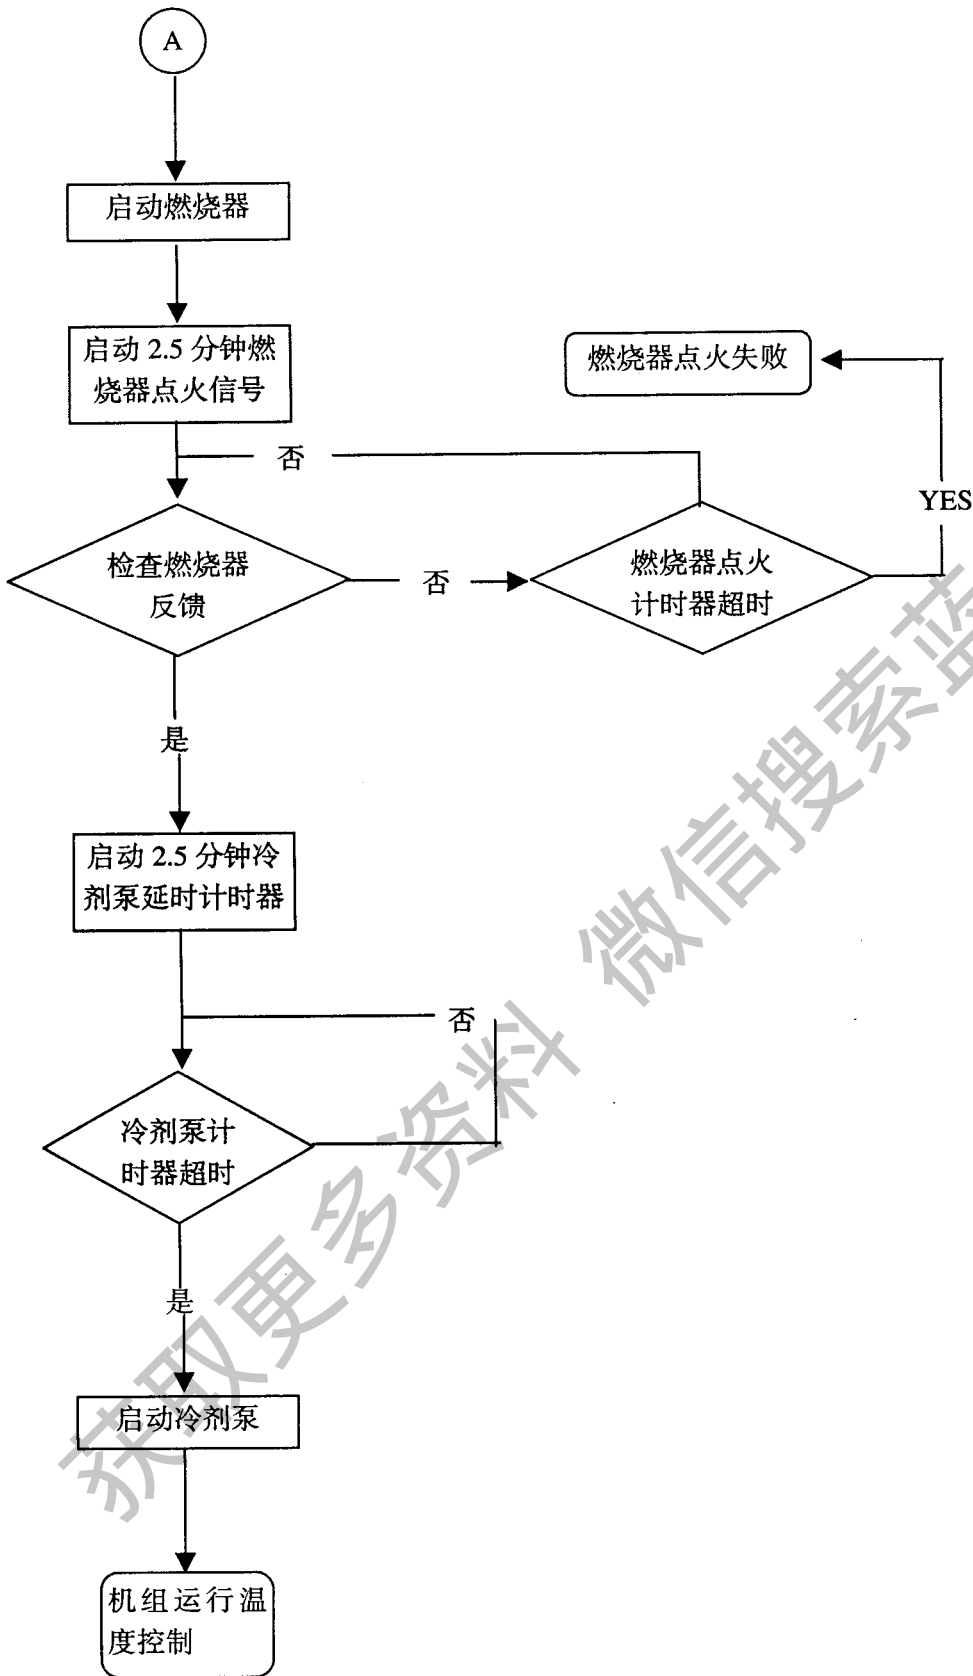 A
启动燃烧器
启动 2.5 分钟燃
烧器点火信号
燃烧器点火失败
否
YES
检查燃烧器
反馈
否
燃烧器点火
计时器超时
是
启动 2.5 分钟冷
剂泵延时计时器
否
冷剂泵计
时器超时
是
启动冷剂泵
机组运行温
度控制
获取更多资料 微信搜索蓝